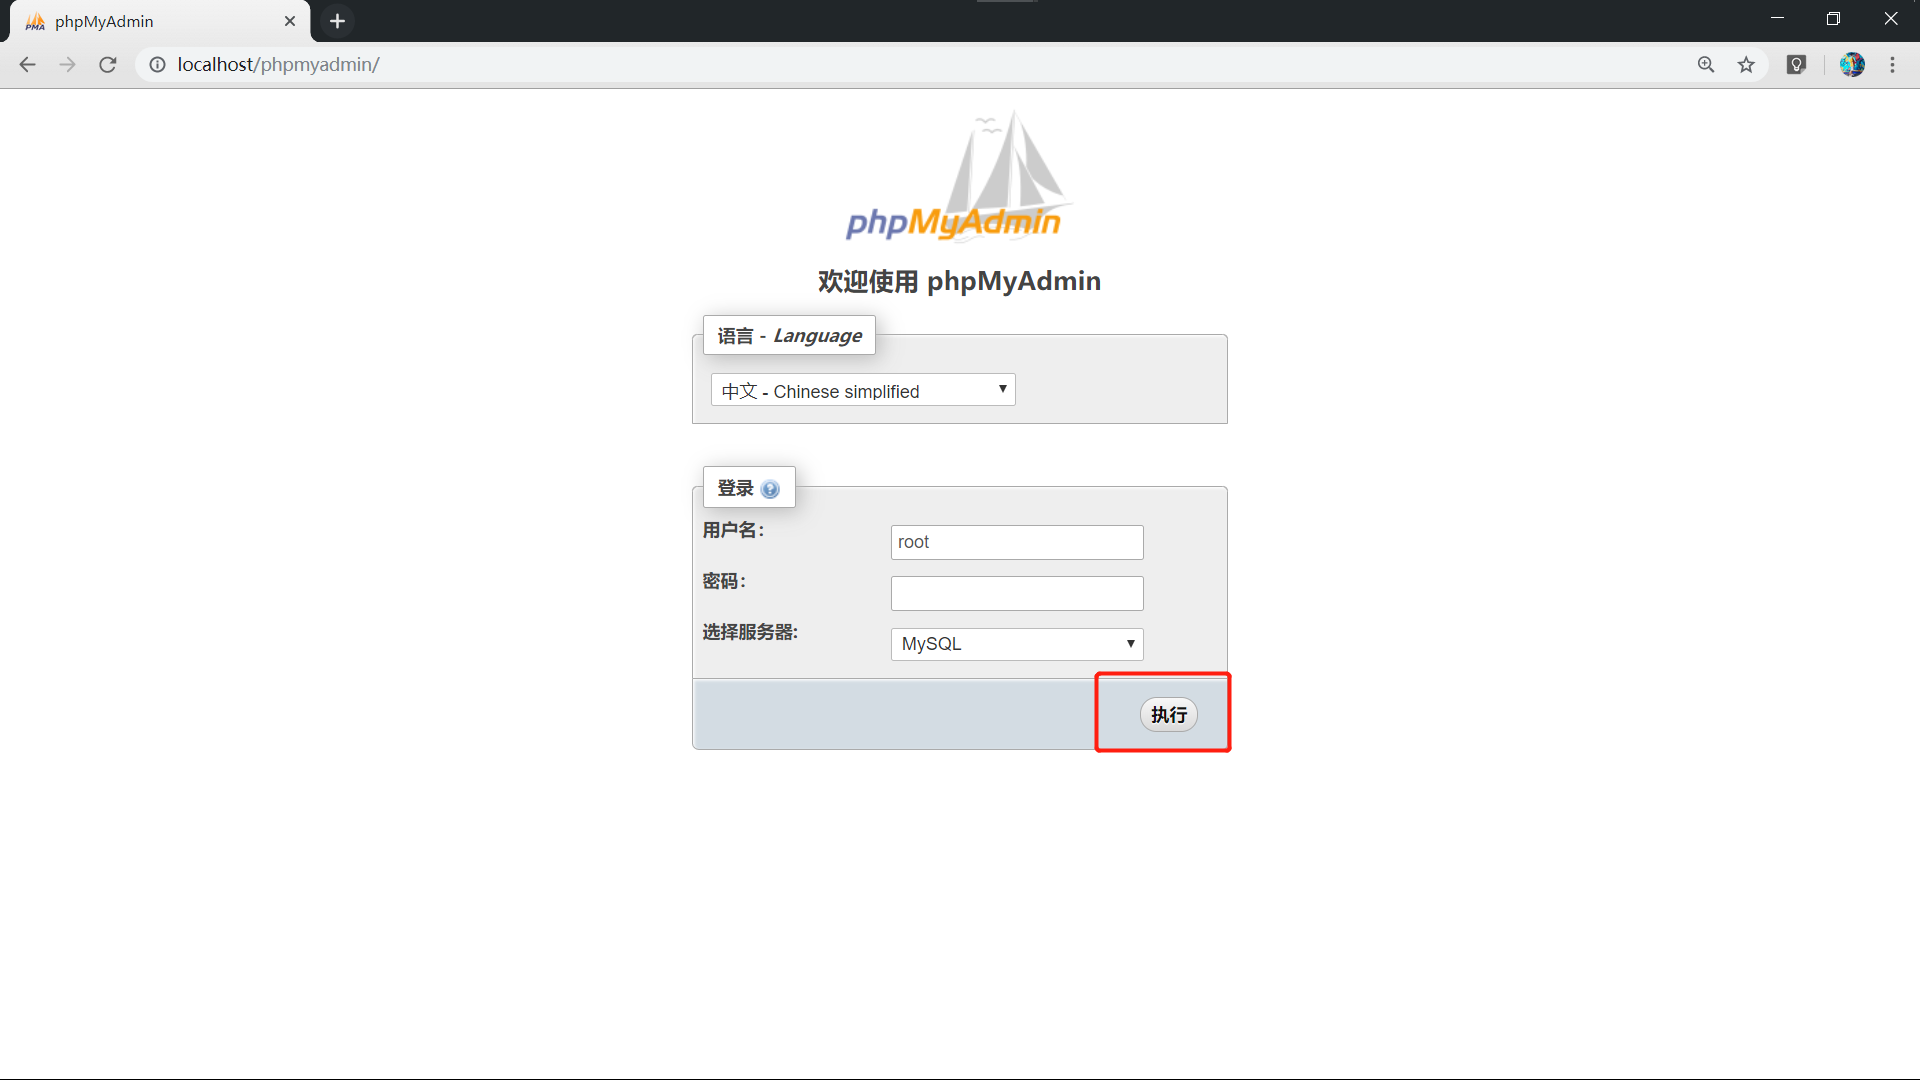 PMA phpMyAdmin
localhost/phpmyadmin/
phpMyAdmin
欢迎使用 phpMyAdmin
语言 - Language
中文 - Chinese simplified
登录
用户名：
root
密码：
选择服务器:
MySQL
执行